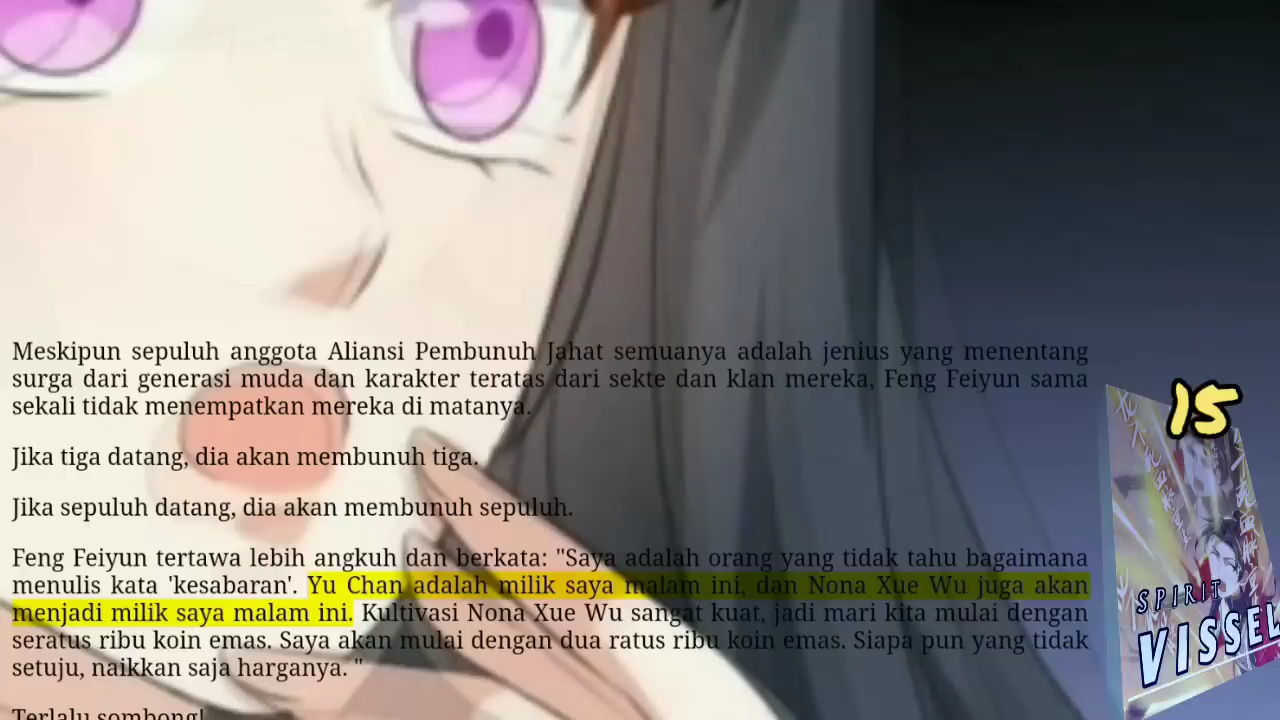 Meskipun sepuluh anggota Aliansi Pembunuh Jahat semuanya adalah jenius yang menentang
surga dari generasi muda dan karakter teratas dari sekte dan klan mereka, Feng Feiyun sama
sekali tidak menempatkan mereka di matanya.
Jika tiga datang, dia akan membunuh tiga.
Jika sepuluh datang, dia akan membunuh sepuluh.
Feng Feiyun tertawa lebih angkuh dan berkata: "Saya adalah orang yang tidak tahu bagaimana
menulis kata 'kesabaran'. Yu Chan adalah milik saya malam ini, dan Nona Xue Wu juga akan
menjadi milik saya malam ini. Kultivasi Nona Xue Wu sangat kuat, jadi mari kita mulai dengan
seratus ribu koin emas. Saya akan mulai dengan dua ratus ribu koin emas. Siapa pun yang tidak
setuju, naikkan saja harganya. "
Terlalu sombong!
15
SPIRIT
VISSEL